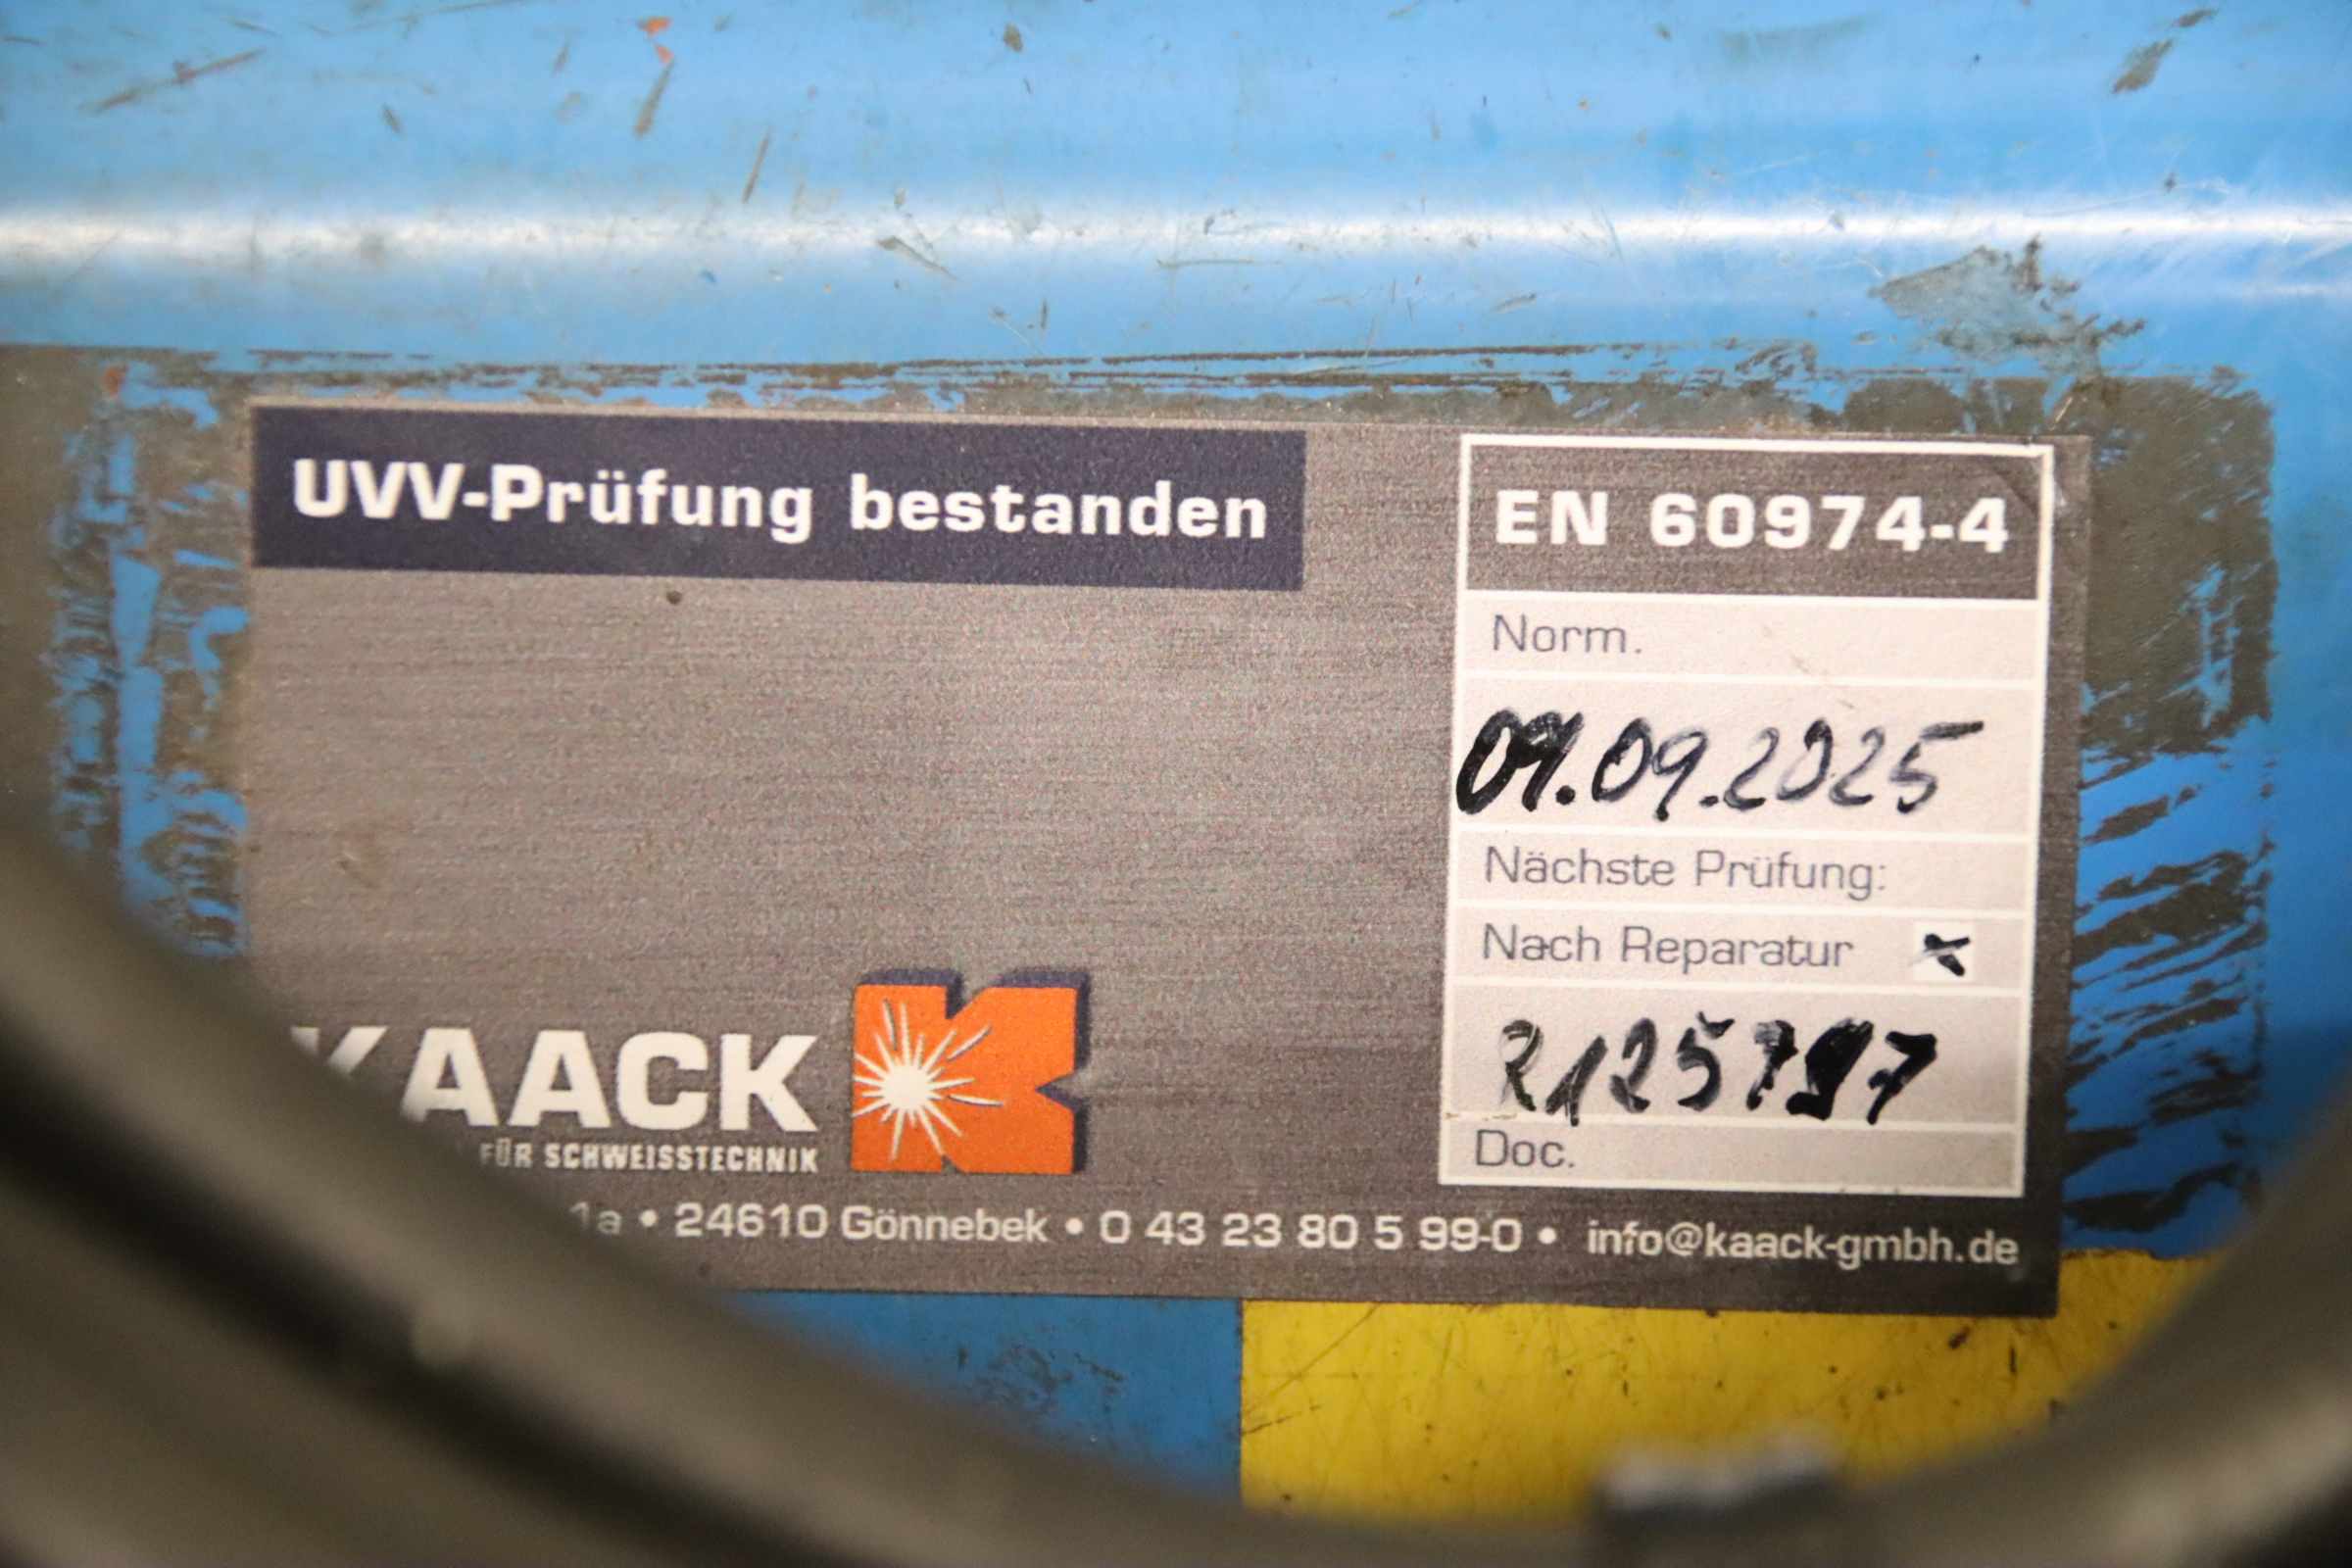 UVV-Prüfung bestanden
EN 60974-4
Norm.
09.2025
Nächste Prüfung:
Nach Reparatur x
Doc.
KAACK
FÜR SCHWEISSTECHNIK
1a • 24610 Gönnebek • 0 43 23 80 5 99-0 • info@kaack-gmbh.de